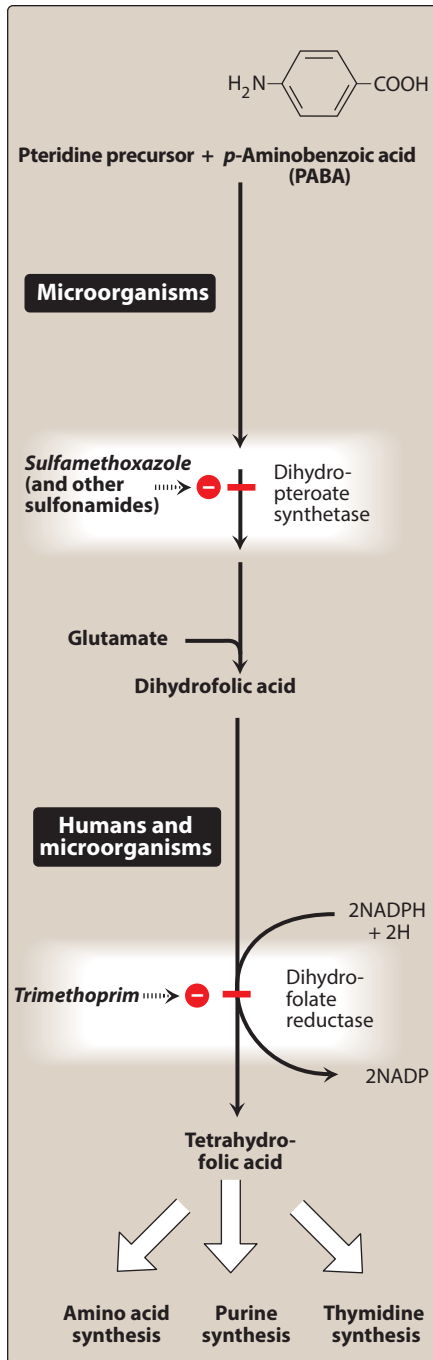 H2N
COOH
Pteridine precursor + p-Aminobenzoic acid
(PABA)
Microorganisms
Sulfamethoxazole
(and other
sulfonamides)
Dihydro-
pteroate
synthetase
Glutamate
Dihydrofolic acid
Humans and
microorganisms
2NADPH
+ 2H
Trimethoprim
Dihydro-
folate
reductase
2NADP
Tetrahydro-
folic acid
Amino acid
synthesis
Purine
synthesis
Thymidine
synthesis